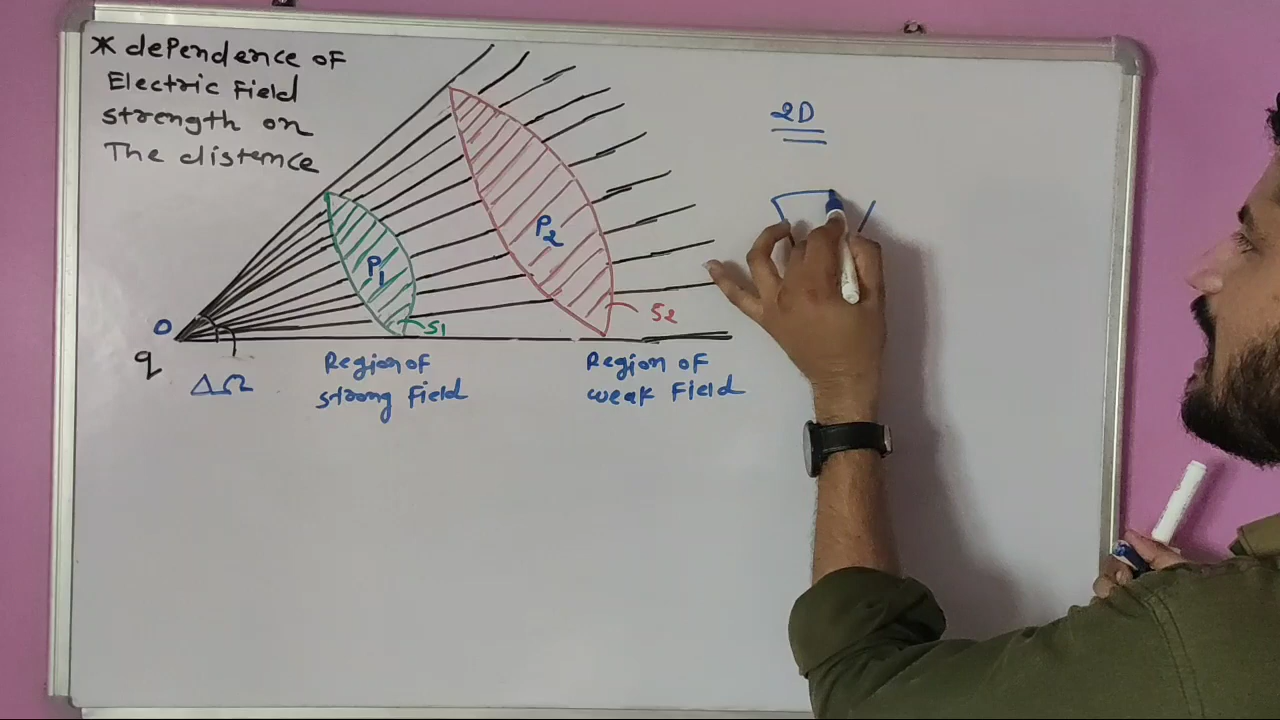 * dePendence OF
Electric Field
strength on
The distence
2D
P2
P1
S2
S1
O
q
ΔΩ
Region of
strong Field
Region of
weak Field